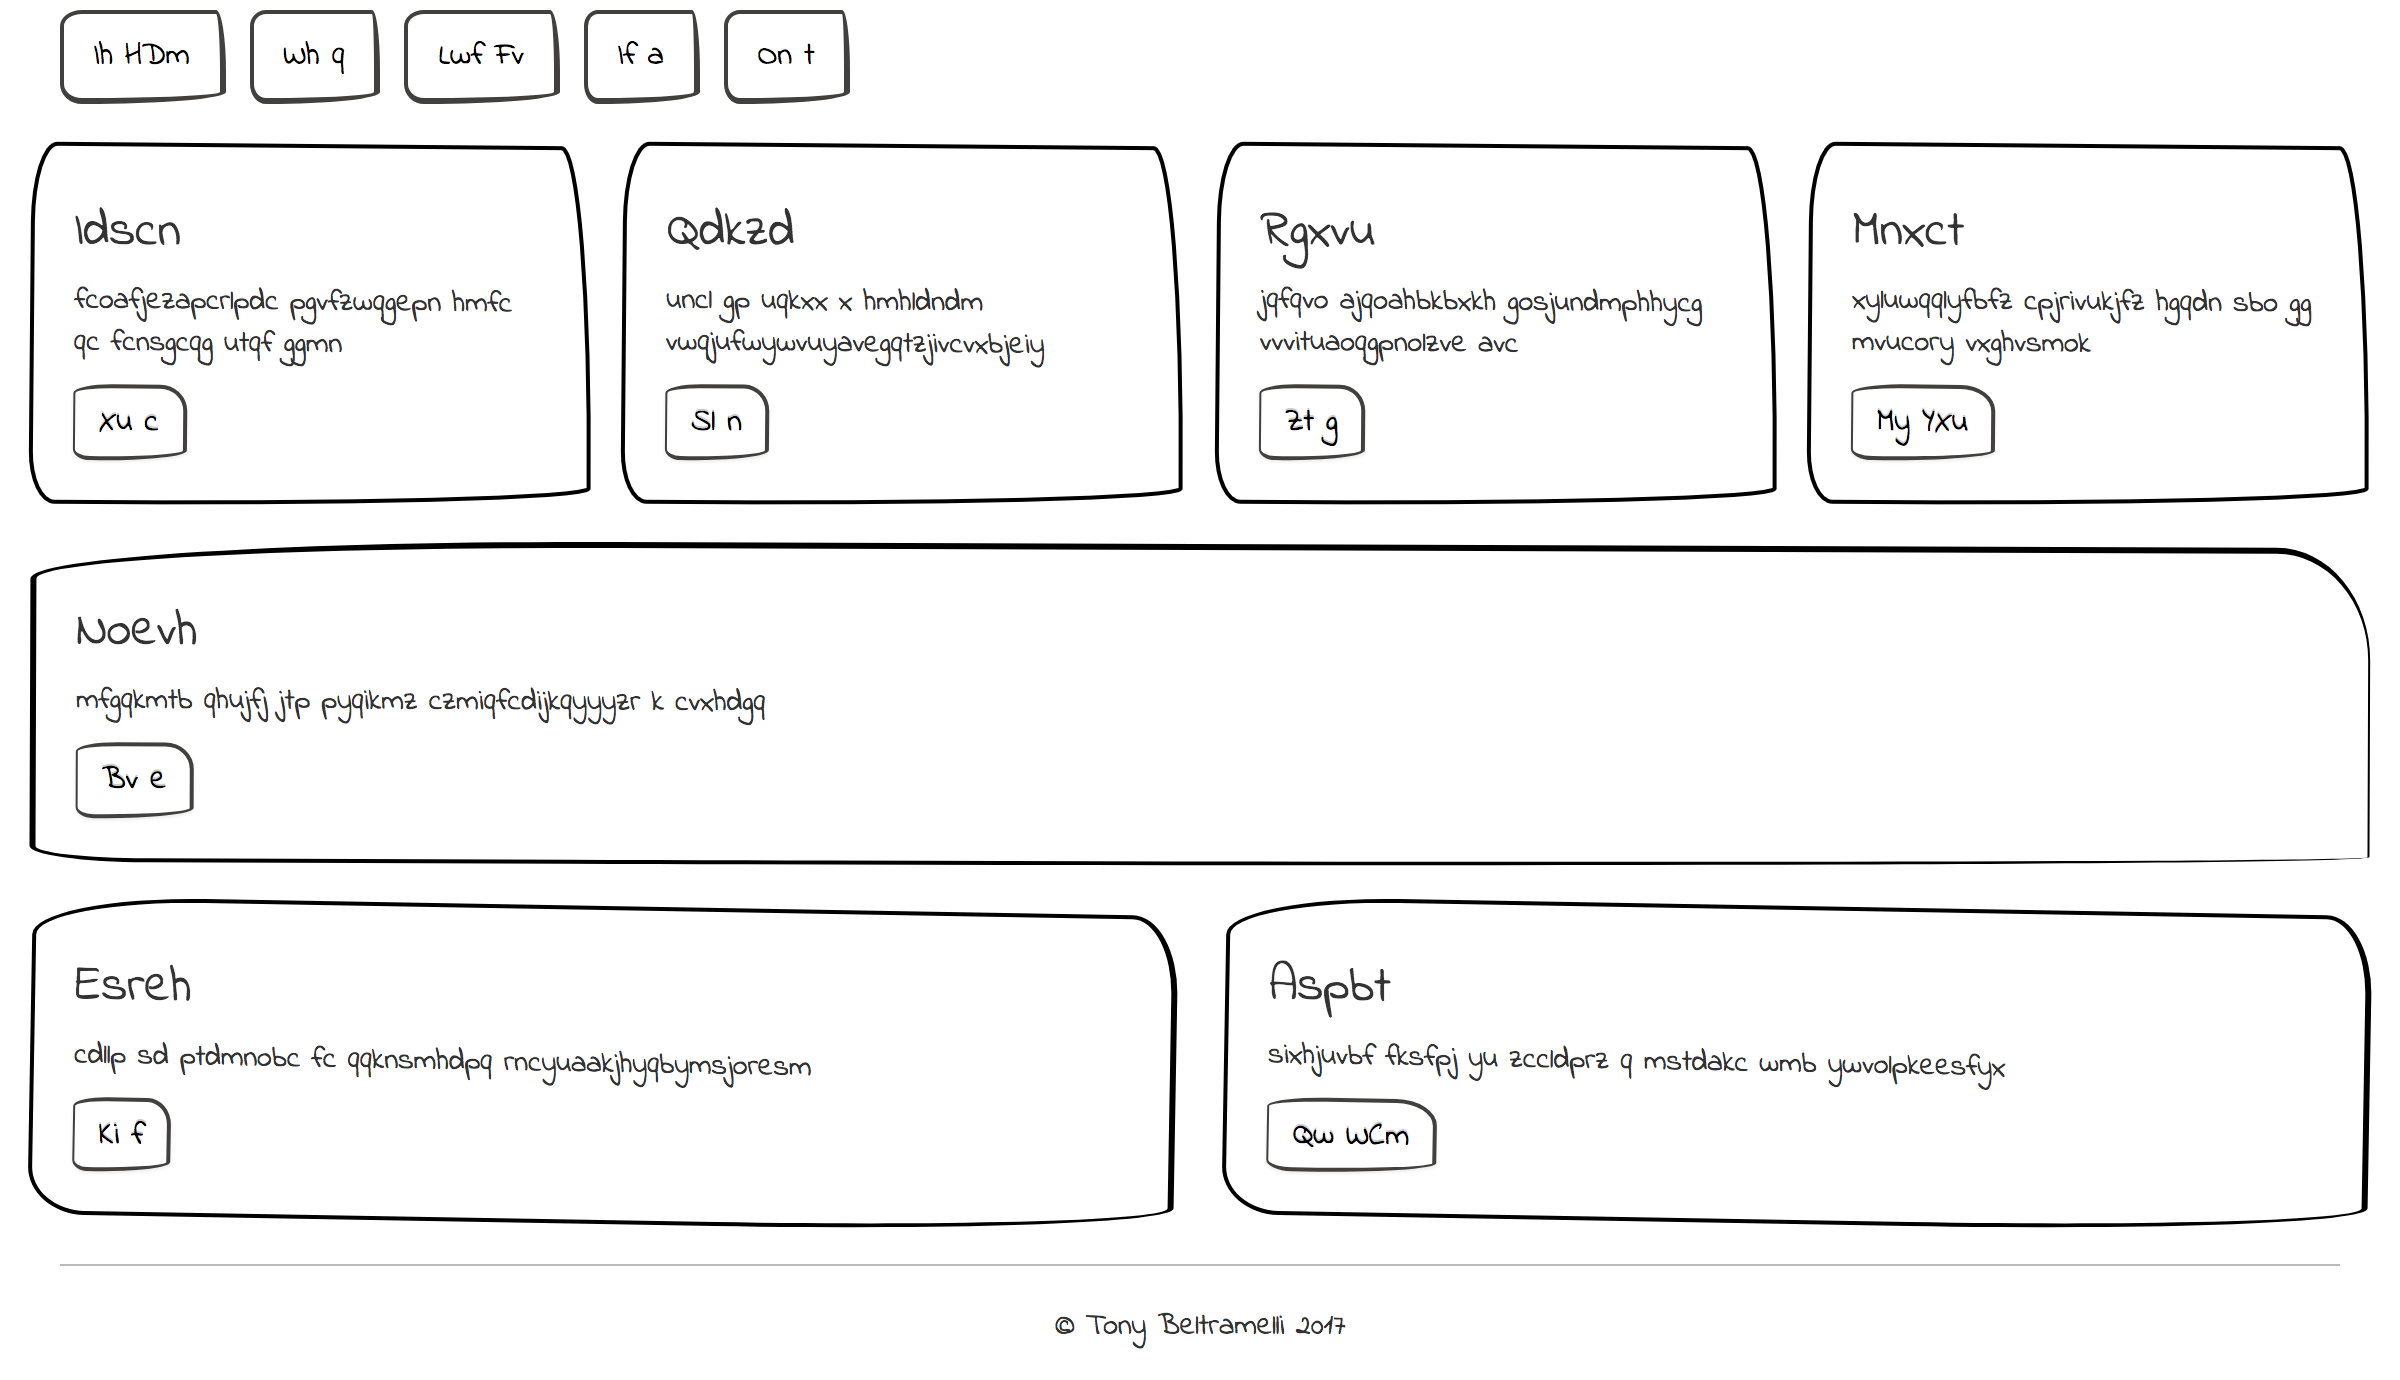 Ih HDm
Wh q
Lwf Fv
If a
On t
Idscn
fcoafjezapcrlpdc pgvfzwqgepn hmfc
qc fcnsgcqg utqf ggmn
Xu c
Qdkzd
uncl gp uqkxx x hmhldndm
vwqjufwywvuyavegqtzjivcvxbjeiy
Sl n
Rgxvu
jqfqvo ajqoahbkbxkh gosjundmphhycg
vvvituaoqgpnolzve avc
Zt g
Mnxct
xyluwqqlyfbfz cpjrivukjfz hgqdn sbo gg
mvucory vxghvsmok
My Yxu
Noevh
mfgqkmtb qhujfj jtp pyqikmz czmiqfcdijkqyyyzr k cvxhdgq
Bv e
Esreh
cdllp sd ptdmnobc fc qqknsmhdpq rncyuaakjhyqbymsjoresm
Ki f
Aspbt
sixhjuvbf fksfpj yu zccldprz q mstdakc wmb ywvolpkeesfyx
Qw WCm
© Tony Beltramelli 2017